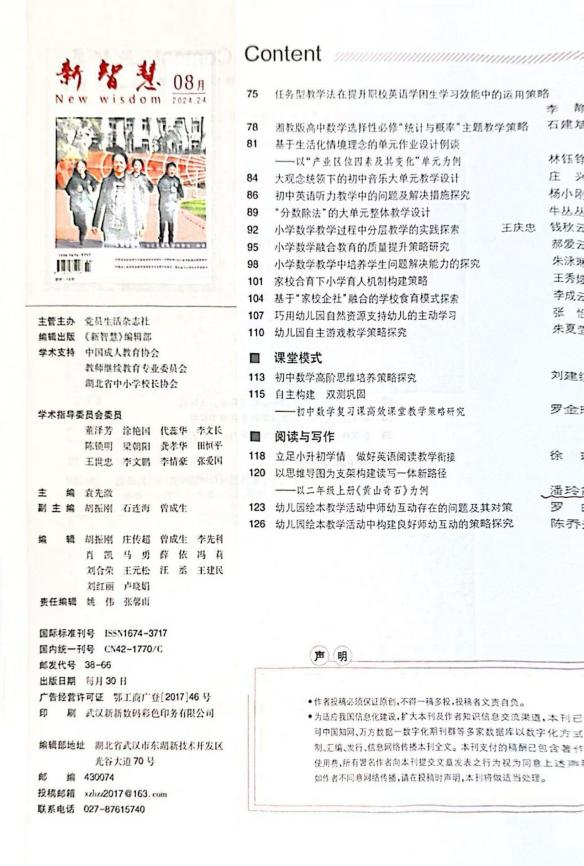 新智慧
New wisdom
08月
2024.24
主管主办 党员生活杂志社
编辑出版 《新智慧》编辑部
学术支持 中国成人教育协会
教师继续教育专业委员会
湖北省中小学校长协会
学术指导委员会委员
董泽芳 涂艳国 代蕊华 李文长
陈锁明 梁朝阳 龚孝华 田恒平
王世忠 李文鹏 李情豪 张爱国
主编 袁先潋
副主编 胡振刚 石连海 曾成生
编辑 胡振刚 庄传超 曾成生 李先利
肖凯 马勇 薛依 冯莉
刘合荣 王元松 汪丞 王建民
刘红丽 卢晓娟
责任编辑 姚伟 张馨雨
国际标准刊号 ISSN1674-3717
国内统一刊号 CN42-1770/C
邮发代号 38-66
出版日期 每月30日
广告经营许可证 鄂工商广登[2017]46号
印刷 武汉新新数码彩色印务有限公司
编辑部地址 湖北省武汉市东湖新技术开发区
光谷大道70号
邮编 430074
投稿邮箱 xzhzz2017@163.com
联系电话 027-87615740
Content
75 任务型教学法在提升职校英语学困生学习效能中的运用策略
李静
78 湘教版高中数学选择性必修“统计与概率”主题教学策略 石建斌
81 基于生活化情境理念的单元作业设计例谈
——以“产业区位因素及其变化”单元为例 林钰
84 大观念统领下的初中音乐大单元教学设计 庄
86 初中英语听力教学中的问题及解决措施探究 杨小
89 “分数除法”的大单元整体教学设计 牛丛丛
92 小学数学教学过程中分层教学的实践探索 王庆忠 钱秋云
95 小学数学融合教育的质量提升策略研究 郝爱云
98 小学数学教学中培养学生问题解决能力的探究 朱泳
101 家校合育下小学育人机制构建策略 王秀
104 基于“家校企社”融合的学校食育模式探索 李成云
107 巧用幼儿园自然资源支持幼儿的主动学习 张
110 幼儿园自主游戏教学策略探究 朱夏
课堂模式
113 初中数学高阶思维培养策略探究 刘建
115 自主构建 双测巩固
——初中数学复习课高效课堂教学策略研究 罗金
阅读与写作
118 立足小升初学情 做好英语阅读教学衔接 徐
120 以思维导图为支架构建读写一体新路径
——以二年级上册《黄山奇石》为例 潘玲
123 幼儿园绘本教学活动中师幼互动存在的问题及其对策 罗
126 幼儿园绘本教学活动中构建良好师幼互动的策略探究 陈乔
声明
•作者投稿必须保证原创，不得一稿多投，投稿者文责自负。
•为适应我国信息化建设，扩大本刊及作者知识信息交流渠道，本刊已
可中国知网、万方数据—数字化期刊群等多家数据库以数字化方式
制、汇编、发行、信息网络传播本刊全文。本刊支付的稿酬已包含著作
使用费，所有署名作者向本刊提交文章发表之行为视为同意上述声
如作者不同意网络传播，请在投稿时声明，本刊将做适当处理。